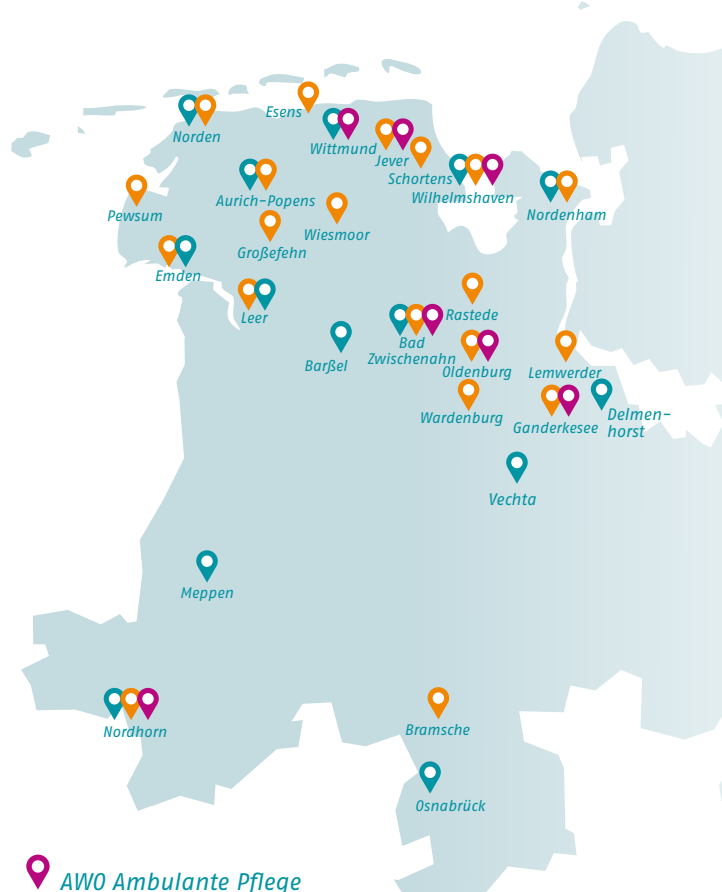 Esens
Norden
Wittmund
Jever
Schortens
Aurich-Popens
Wilhelmshaven
Pewsum
Nordenham
Wiesmoor
Großefehn
Emden
Leer
Rastede
Bad
Zwischenahn
Barßel
Oldenburg
Lemwerder
Wardenburg
Ganderkesee
Delmen-
horst
Vechta
Meppen
Nordhorn
Bramsche
Osnabrück
AWO Ambulante Pflege